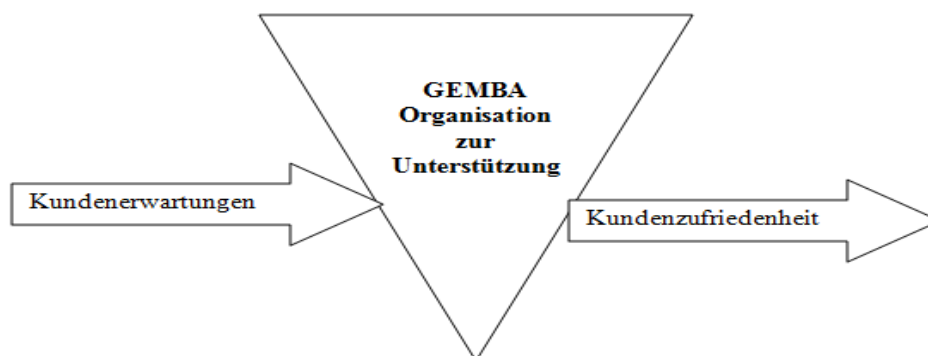 GEMBA
Organisation
zur
Unterstützung
Kundenerwartungen
Kundenzufriedenheit